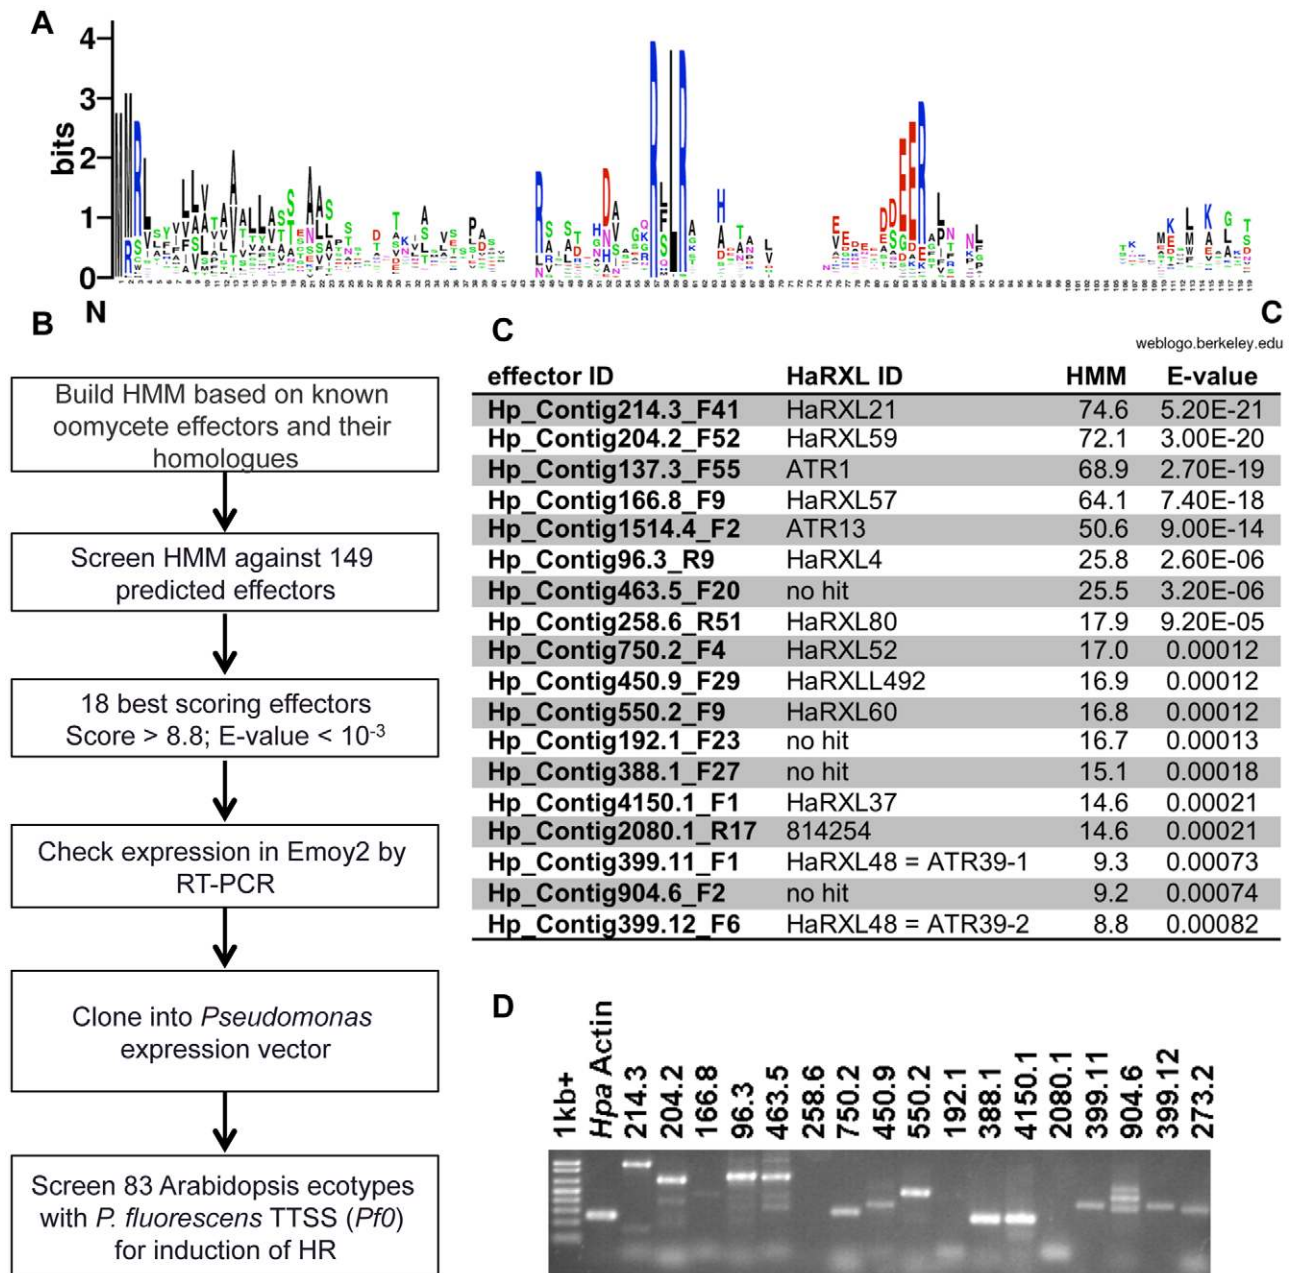 A
4
3
2
1
0
bits
N
C
weblogo.berkeley.edu
B
Build HMM based on known
oomycete effectors and their
homologues
Screen HMM against 149
predicted effectors
18 best scoring effectors
Score > 8.8; E-value < 10-3
Check expression in Emoy2 by
RT-PCR
Clone into Pseudomonas
expression vector
Screen 83 Arabidopsis ecotypes
with P. fluorescens TTSS (Pf0)
for induction of HR
C
effector ID HaRXL ID HMM E-value
Hp_Contig214.3_F41 HaRXL21 74.6 5.20E-21
Hp_Contig204.2_F52 HaRXL59 72.1 3.00E-20
Hp_Contig137.3_F55 ATR1 68.9 2.70E-19
Hp_Contig166.8_F9 HaRXL57 64.1 7.40E-18
Hp_Contig1514.4_F2 ATR13 50.6 9.00E-14
Hp_Contig96.3_R9 HaRXL4 25.8 2.60E-06
Hp_Contig463.5_F20 no hit 25.5 3.20E-06
Hp_Contig258.6_R51 HaRXL80 17.9 9.20E-05
Hp_Contig750.2_F4 HaRXL52 17.0 0.00012
Hp_Contig450.9_F29 HaRXLL492 16.9 0.00012
Hp_Contig550.2_F9 HaRXL60 16.8 0.00012
Hp_Contig192.1_F23 no hit 16.7 0.00013
Hp_Contig388.1_F27 no hit 15.1 0.00018
Hp_Contig4150.1_F1 HaRXL37 14.6 0.00021
Hp_Contig2080.1_R17 814254 14.6 0.00021
Hp_Contig399.11_F1 HaRXL48 = ATR39-1 9.3 0.00073
Hp_Contig904.6_F2 no hit 9.2 0.00074
Hp_Contig399.12_F6 HaRXL48 = ATR39-2 8.8 0.00082
D
1kb+
Hpa Actin
214.3
204.2
166.8
96.3
463.5
258.6
750.2
450.9
550.2
192.1
388.1
4150.1
2080.1
399.11
904.6
399.12
273.2